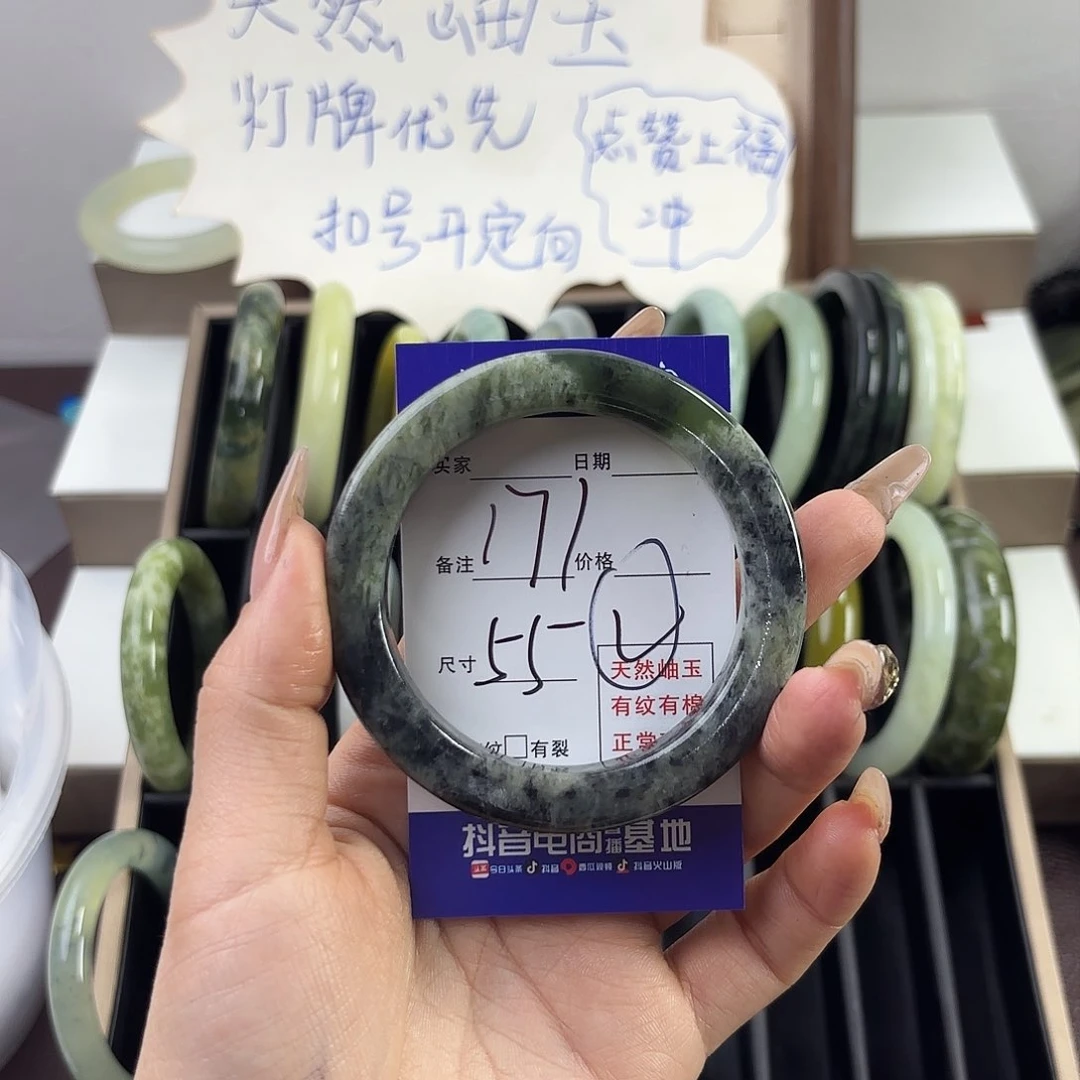 天然岫玉
灯牌优先
点赞上福
冲
扣号开定向
买家 日期
171
备注 价格
55
尺寸
天然岫玉
有纹有棉
正常
纹□有裂
抖音电商直播基地
今日头条 抖音 西瓜视频 抖音火山版